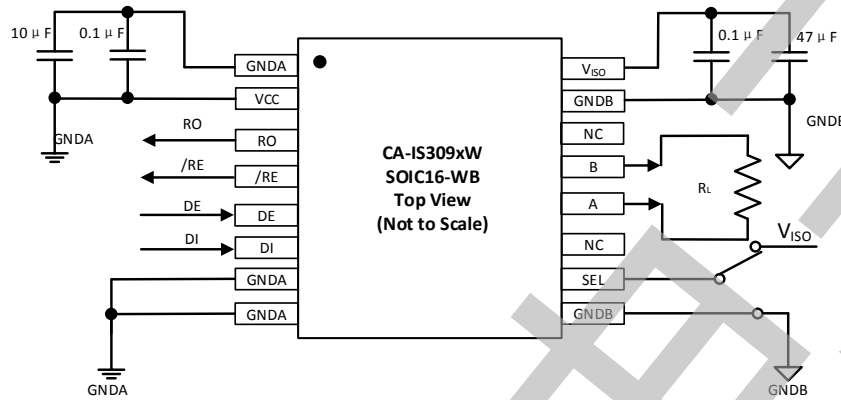 10 μF 0.1 μF
GNDA
VCC
RO
/RE
DE
DI
GNDA
GNDA
GNDA
RO
/RE
DE
DI
GNDA
CA-IS309xW
SOIC16-WB
Top View
(Not to Scale)
VISO
GNDB
NC
B
A
NC
SEL
GNDB
0.1 μF 47 μF
GNDB
RL
VISO
GNDB